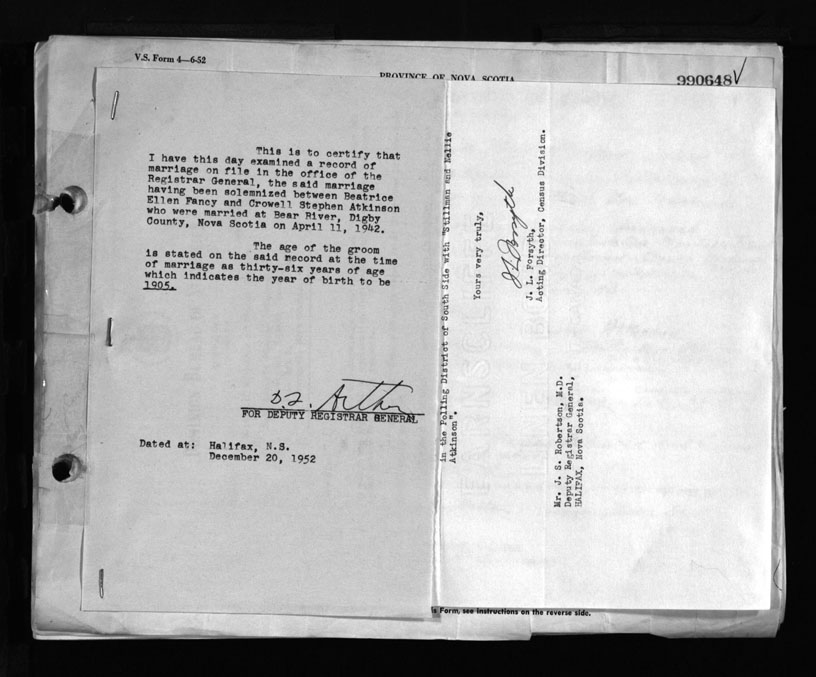 V.S. Form 4—6-52
PROVINCE OF NOVA SCOTIA
990648
This is to certify that
I have this day examined a record of
marriage on file in the office of the
Registrar General, the said marriage
having been solemnized between Beatrice
Ellen Fancy and Crowell Stephen Atkinson
who were married at Bear River, Digby
County, Nova Scotia on April 11, 1942.
The age of the groom
is stated on the said record at the time
of marriage as thirty-six years of age
which indicates the year of birth to be
1905.
FOR DEPUTY REGISTRAR GENERAL
Dated at: Halifax, N.S.
December 20, 1952
in the Polling District of South Side with "Stillman and Nellie
Atkinson".
Yours very truly,
J. L. Forsyth,
Acting Director, Census Division.
Mr. J. S. Robertson, M.D.
Deputy Registrar General,
HALIFAX, Nova Scotia.
Form, see instructions on the reverse side.